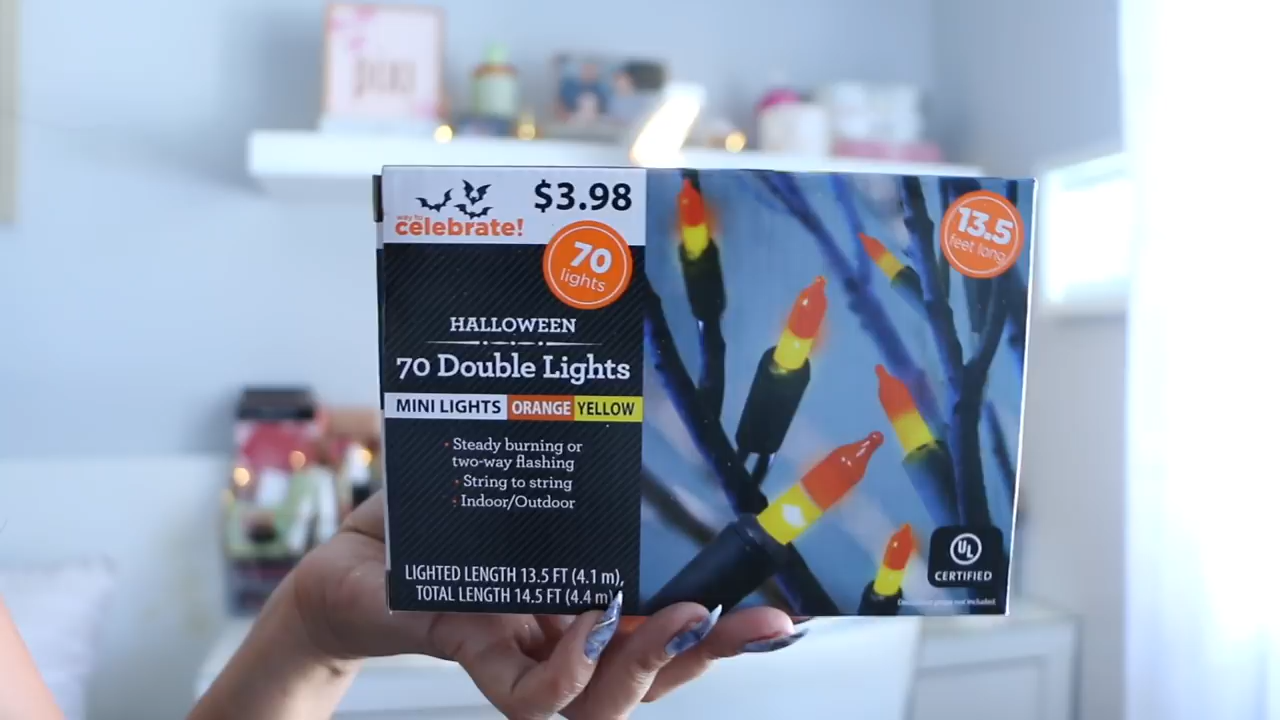 way to
celebrate!
$3.98
70
lights
13.5
feet long
HALLOWEEN
70 Double Lights
MINI LIGHTS ORANGE YELLOW
• Steady burning or
two-way flashing
• String to string
• Indoor/Outdoor
LIGHTED LENGTH 13.5 FT (4.1 m),
TOTAL LENGTH 14.5 FT (4.4 m)
UL
CERTIFIED